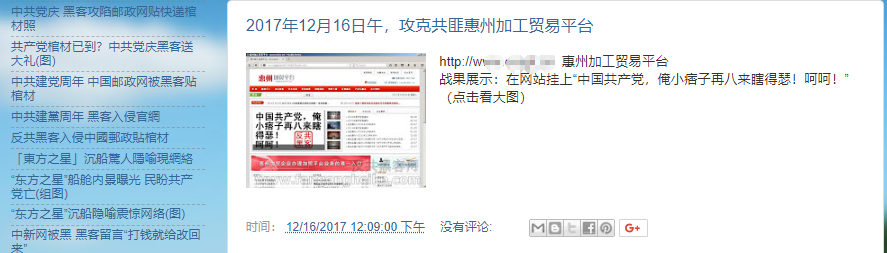 中共党庆 黑客攻陷邮政网贴快递棺
材照
共产党棺材已到？中共党庆黑客送
大礼(图)
中共建党周年 中国邮政网被黑客贴
棺材
中共建黨周年 黑客入侵官網
反共黑客入侵中國郵政貼棺材
「東方之星」沉船驚人隱喻現網絡
“东方之星”船舱内景曝光 民盼共产
党亡(组图)
“东方之星”沉船隐喻震惊网络(图)
中新网被黑 黑客留言“打钱就给改回
来”
2017年12月16日午，攻克共匪惠州加工贸易平台
惠州
中国共产党，俺
小痞子再八来瞎
得瑟！
呵呵！
反共
黑客
http://w 惠州加工贸易平台
战果展示：在网站挂上“中国共产党，俺小痞子再八来瞎得瑟！呵呵！”
（点击看大图）
时间： 12/16/2017 12:09:00 下午 没有评论:
G+1